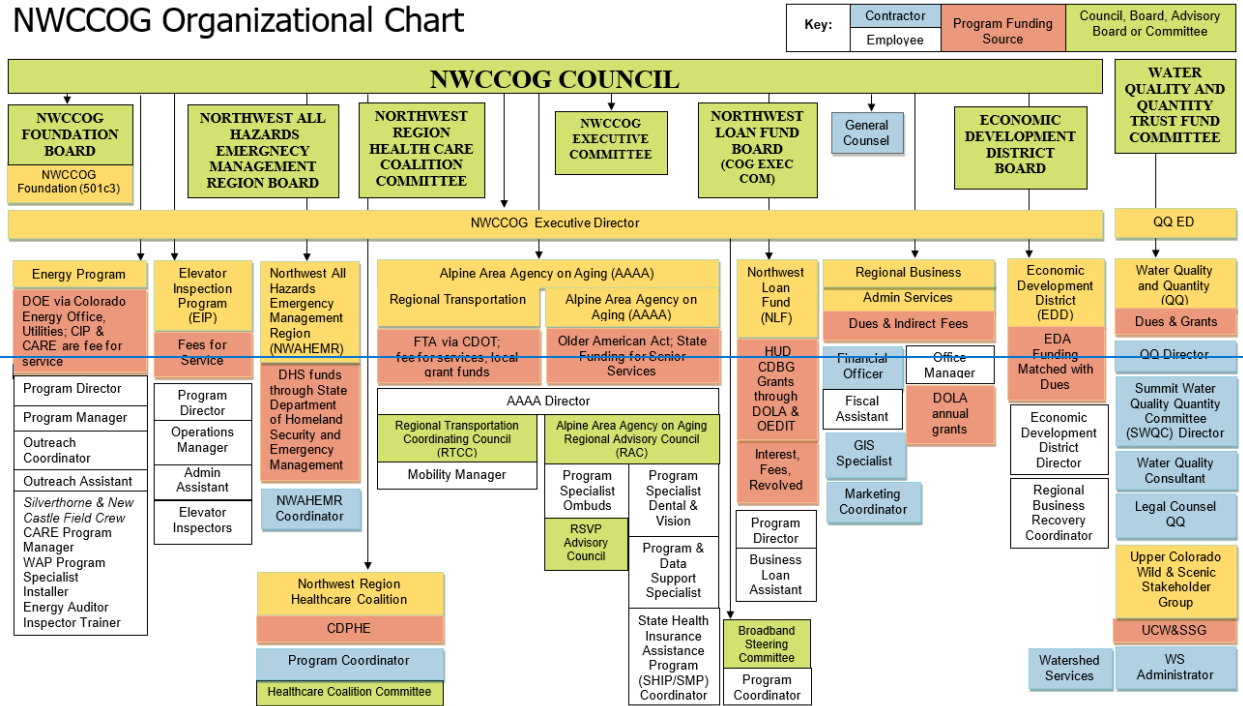 NWCCOG Organizational Chart
Key:
Contractor
Employee
Program Funding
Source
Council, Board, Advisory
Board or Committee
NWCCOG COUNCIL
WATER
QUALITY AND
QUANTITY
TRUST FUND
COMMITTEE
NWCCOG
FOUNDATION
BOARD
NWCCOG
Foundation (501c3)
NORTHWEST ALL
HAZARDS
EMERGNECY
MANAGEMENT
REGION BOARD
NORTHWEST
REGION
HEALTH CARE
COALITION
COMMITTEE
NWCCOG
EXECUTIVE
COMMITTEE
NORTHWEST
LOAN FUND
BOARD
(COG EXEC
COM)
General
Counsel
ECONOMIC
DEVELOPMENT
DISTRICT
BOARD
NWCCOG Executive Director
QQ ED
Energy Program
DOE via Colorado
Energy Office,
Utilities; CIP &
CARE are fee for
service
Program Director
Program Manager
Outreach
Coordinator
Outreach Assistant
Silverthorne & New
Castle Field Crew
CARE Program
Manager
WAP Program
Specialist
Installer
Energy Auditor
Inspector Trainer
Elevator
Inspection
Program
(EIP)
Fees for
Service
Program
Director
Operations
Manager
Admin
Assistant
Elevator
Inspectors
Northwest All
Hazards
Emergency
Management
Region
(NWAHEMR)
DHS funds
through State
Department
of Homeland
Security and
Emergency
Management
NWAHEMR
Coordinator
Northwest Region
Healthcare Coalition
CDPHE
Program Coordinator
Healthcare Coalition Committee
Alpine Area Agency on Aging (AAAA)
Regional Transportation
FTA via CDOT;
fee for services, local
grant funds
Alpine Area Agency on
Aging (AAAA)
Older American Act; State
Funding for Senior
Services
AAAA Director
Regional Transportation
Coordinating Council
(RTCC)
Mobility Manager
Alpine Area Agency on Aging
Regional Advisory Council
(RAC)
Program
Specialist
Ombuds
RSVP
Advisory
Council
Program
Specialist
Dental &
Vision
Program &
Data
Support
Specialist
State Health
Insurance
Assistance
Program
(SHIP/SMP)
Coordinator
Northwest
Loan
Fund
(NLF)
HUD
CDBG
Grants
through
DOLA &
OEDIT
Interest,
Fees,
Revolved
Program
Director
Business
Loan
Assistant
Broadband
Steering
Committee
Program
Coordinator
Regional Business
Admin Services
Dues & Indirect Fees
Financial
Officer
Fiscal
Assistant
GIS
Specialist
Marketing
Coordinator
Office
Manager
DOLA
annual
grants
Economic
Development
District
(EDD)
EDA
Funding
Matched with
Dues
Economic
Development
District
Director
Regional
Business
Recovery
Coordinator
Water Quality
and Quantity
(QQ)
Dues & Grants
QQ Director
Summit Water
Quality Quantity
Committee
(SWQC) Director
Water Quality
Consultant
Legal Counsel
QQ
Upper Colorado
Wild & Scenic
Stakeholder
Group
UCW&SSG
Watershed
Services
WS
Administrator